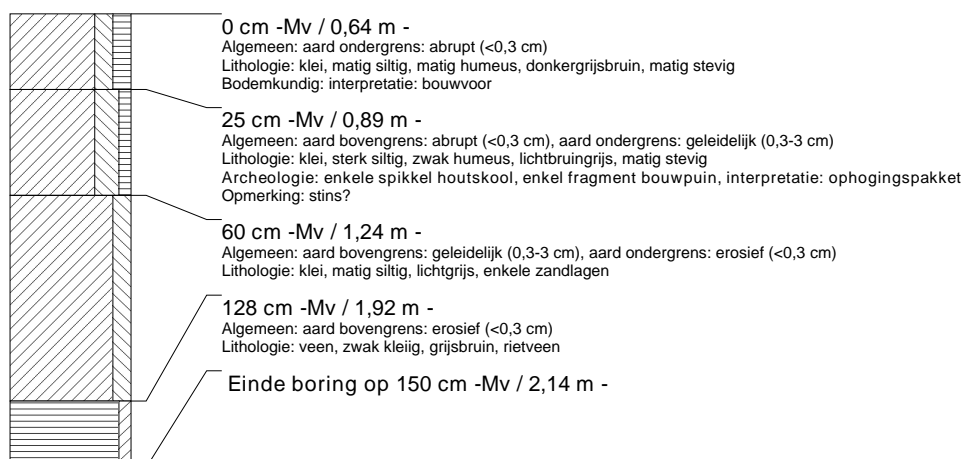 0 cm -Mv / 0,64 m -
Algemeen: aard ondergrens: abrupt (<0,3 cm)
Lithologie: klei, matig siltig, matig humeus, donkergrijsbruin, matig stevig
Bodemkundig: interpretatie: bouwvoor
25 cm -Mv / 0,89 m -
Algemeen: aard bovengrens: abrupt (<0,3 cm), aard ondergrens: geleidelijk (0,3-3 cm)
Lithologie: klei, sterk siltig, zwak humeus, lichtbruingrijs, matig stevig
Archeologie: enkele spikkel houtskool, enkel fragment bouwpuin, interpretatie: ophogingspakket
Opmerking: stins?
60 cm -Mv / 1,24 m -
Algemeen: aard bovengrens: geleidelijk (0,3-3 cm), aard ondergrens: erosief (<0,3 cm)
Lithologie: klei, matig siltig, lichtgrijs, enkele zandlagen
128 cm -Mv / 1,92 m -
Algemeen: aard bovengrens: erosief (<0,3 cm)
Lithologie: veen, zwak kleiig, grijsbruin, rietveen
Einde boring op 150 cm -Mv / 2,14 m -